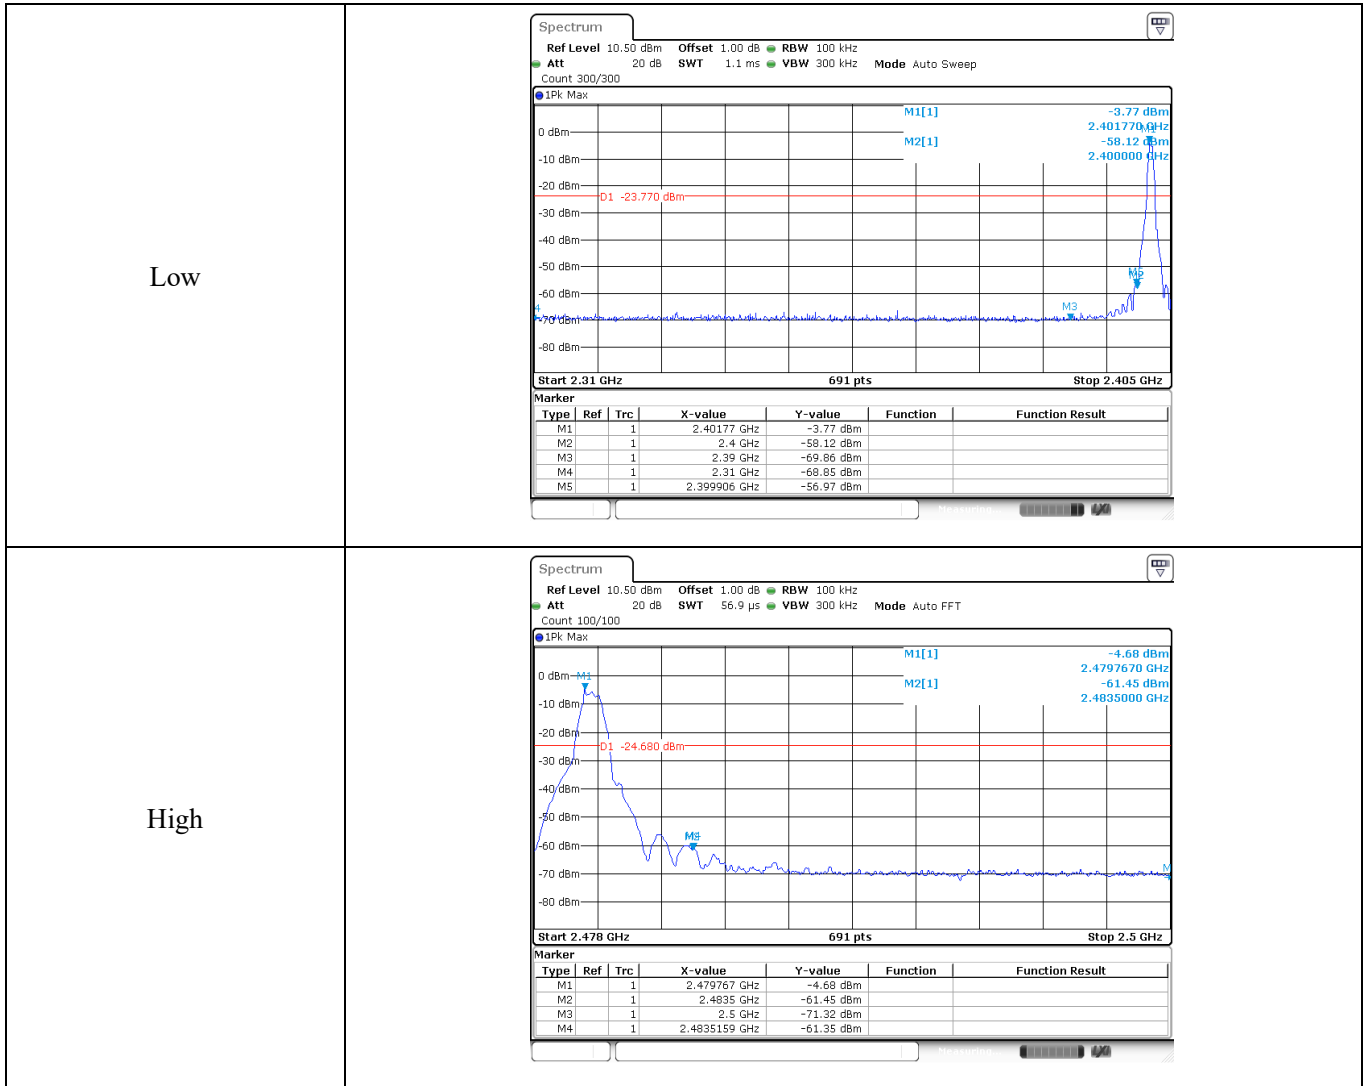 Low
Spectrum
Ref Level 10.50 dBm Offset 1.00 dB RBW 100 kHz
Att 20 dB SWT 1.1 ms VBW 300 kHz Mode Auto Sweep
Count 300/300
1Pk Max
M1[1] -3.77 dBm
2.401770 GHz
M1
M2[1] -58.12 dBm
2.400000 GHz
0 dBm
-10 dBm
-20 dBm
D1 -23.770 dBm
-30 dBm
-40 dBm
-50 dBm
-60 dBm
M3
4
-70 dBm
-80 dBm
Start 2.31 GHz 691 pts Stop 2.405 GHz
Marker
Type Ref Trc X-value Y-value Function Function Result
M1 1 2.40177 GHz -3.77 dBm
M2 1 2.4 GHz -58.12 dBm
M3 1 2.39 GHz -69.86 dBm
M4 1 2.31 GHz -68.85 dBm
M5 1 2.399906 GHz -56.97 dBm
Measuring...
High
Spectrum
Ref Level 10.50 dBm Offset 1.00 dB RBW 100 kHz
Att 20 dB SWT 56.9 µs VBW 300 kHz Mode Auto FFT
Count 100/100
1Pk Max
M1[1] -4.68 dBm
2.4797670 GHz
M2[1] -61.45 dBm
2.4835000 GHz
0 dBm M1
-10 dBm
-20 dBm
D1 -24.680 dBm
-30 dBm
-40 dBm
-50 dBm
-60 dBm
-70 dBm
-80 dBm
Start 2.478 GHz 691 pts Stop 2.5 GHz
Marker
Type Ref Trc X-value Y-value Function Function Result
M1 1 2.479767 GHz -4.68 dBm
M2 1 2.4835 GHz -61.45 dBm
M3 1 2.5 GHz -71.32 dBm
M4 1 2.4835159 GHz -61.35 dBm
Measuring...